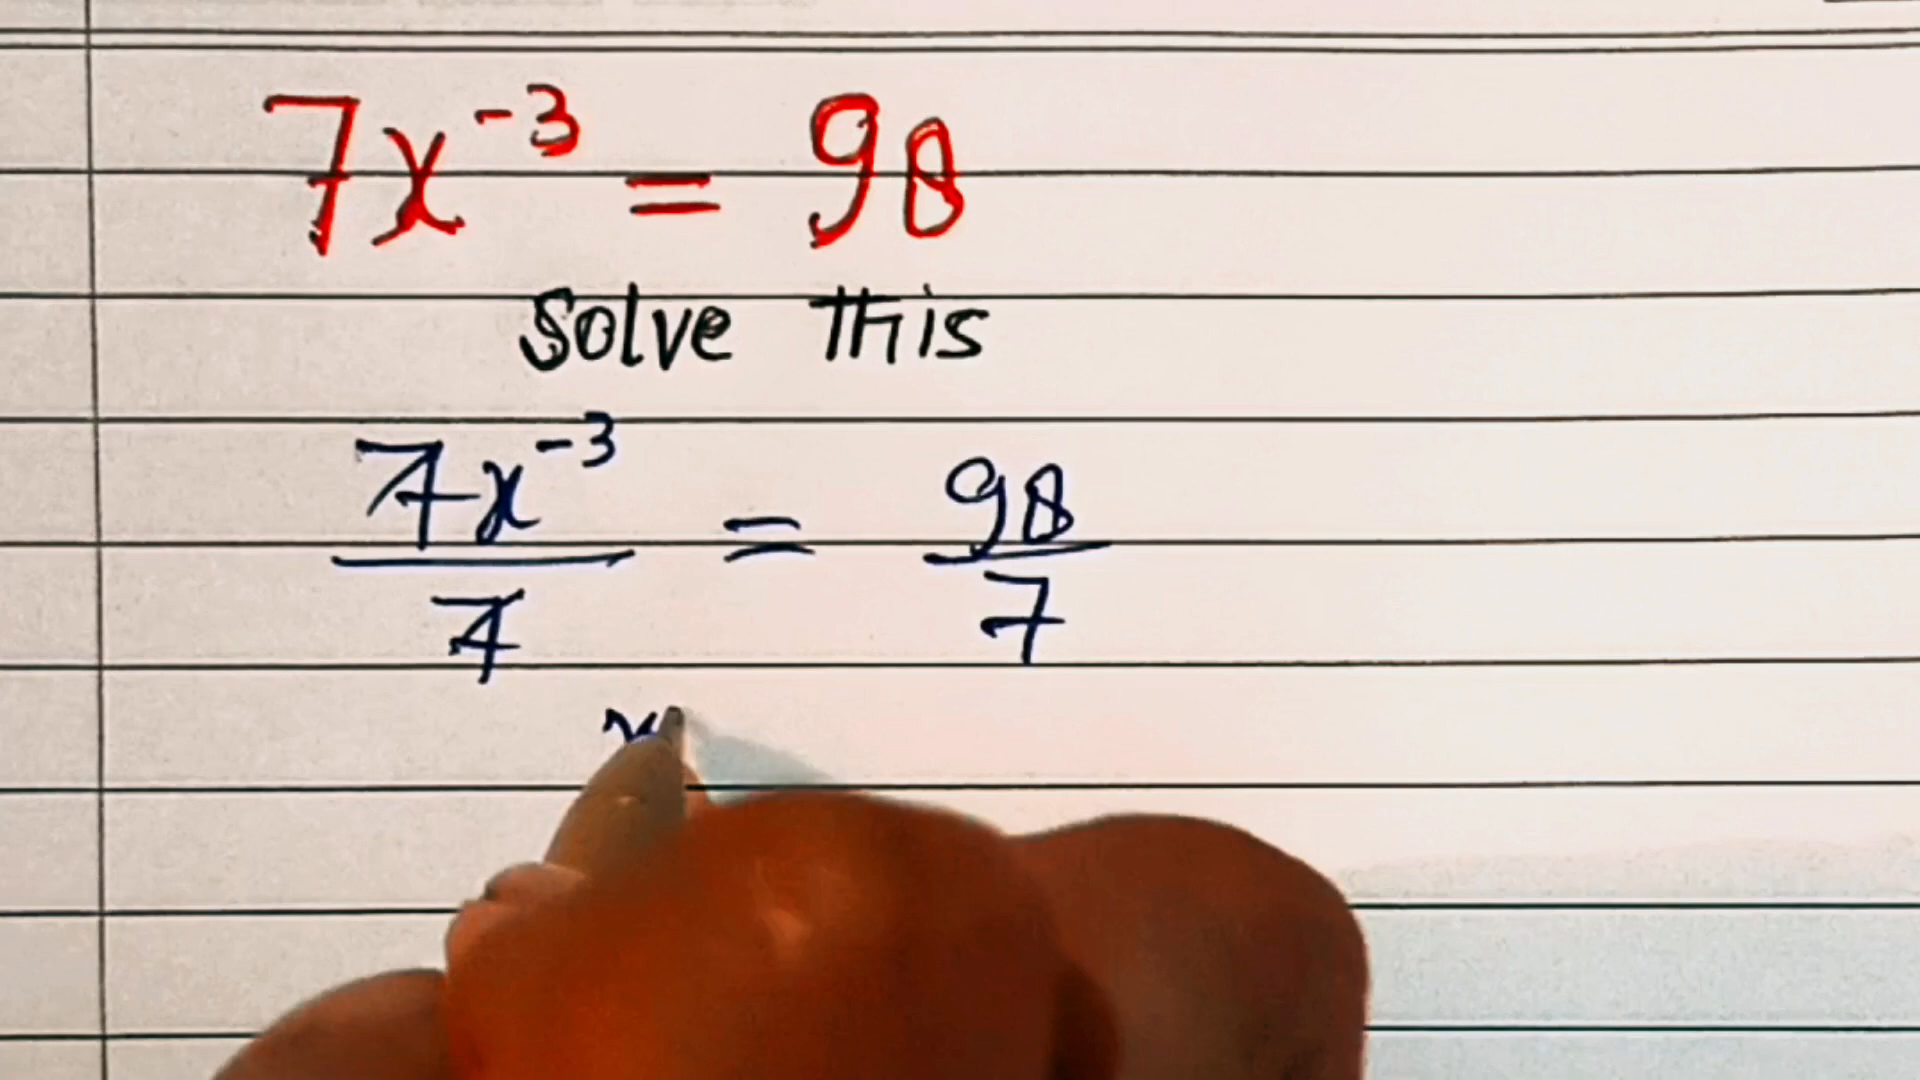 7x⁻³ = 98
Solve this
7x⁻³/7 = 98/7
x